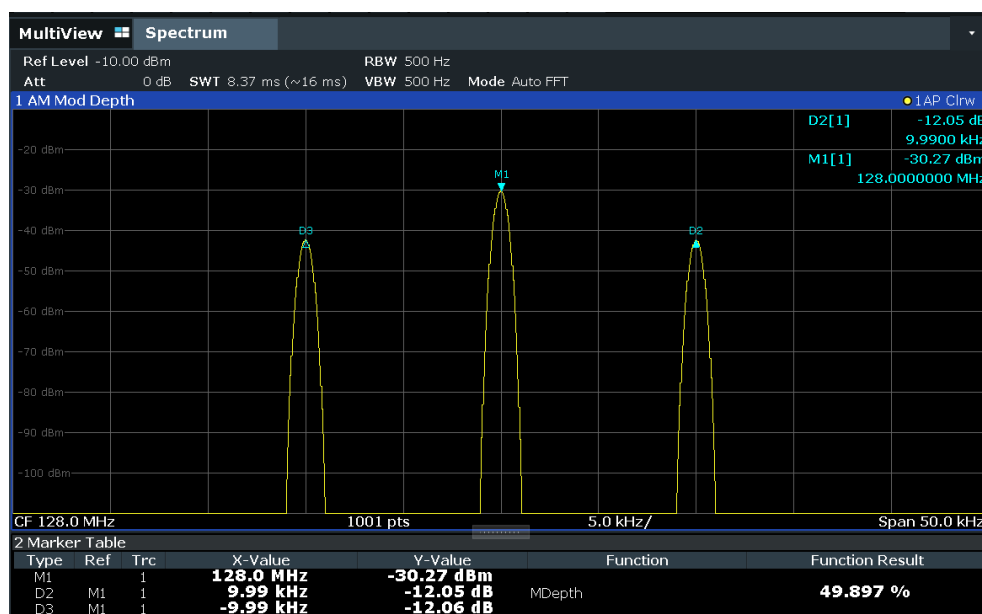 MultiView Spectrum
Ref Level -10.00 dBm RBW 500 Hz
Att 0 dB SWT 8.37 ms (~16 ms) VBW 500 Hz Mode Auto FFT
1 AM Mod Depth 1AP Clrw
D2[1] -12.05 dB
9.9900 kHz
M1[1] -30.27 dBm
128.0000000 MHz
-20 dBm
M1
-30 dBm
-40 dBm
D3 D2
-50 dBm
-60 dBm
-70 dBm
-80 dBm
-90 dBm
-100 dBm
CF 128.0 MHz 1001 pts 5.0 kHz/ Span 50.0 kHz
2 Marker Table
Type Ref Trc X-Value Y-Value Function Function Result
M1 1 128.0 MHz -30.27 dBm
D2 M1 1 9.99 kHz -12.05 dB MDepth 49.897 %
D3 M1 1 -9.99 kHz -12.06 dB